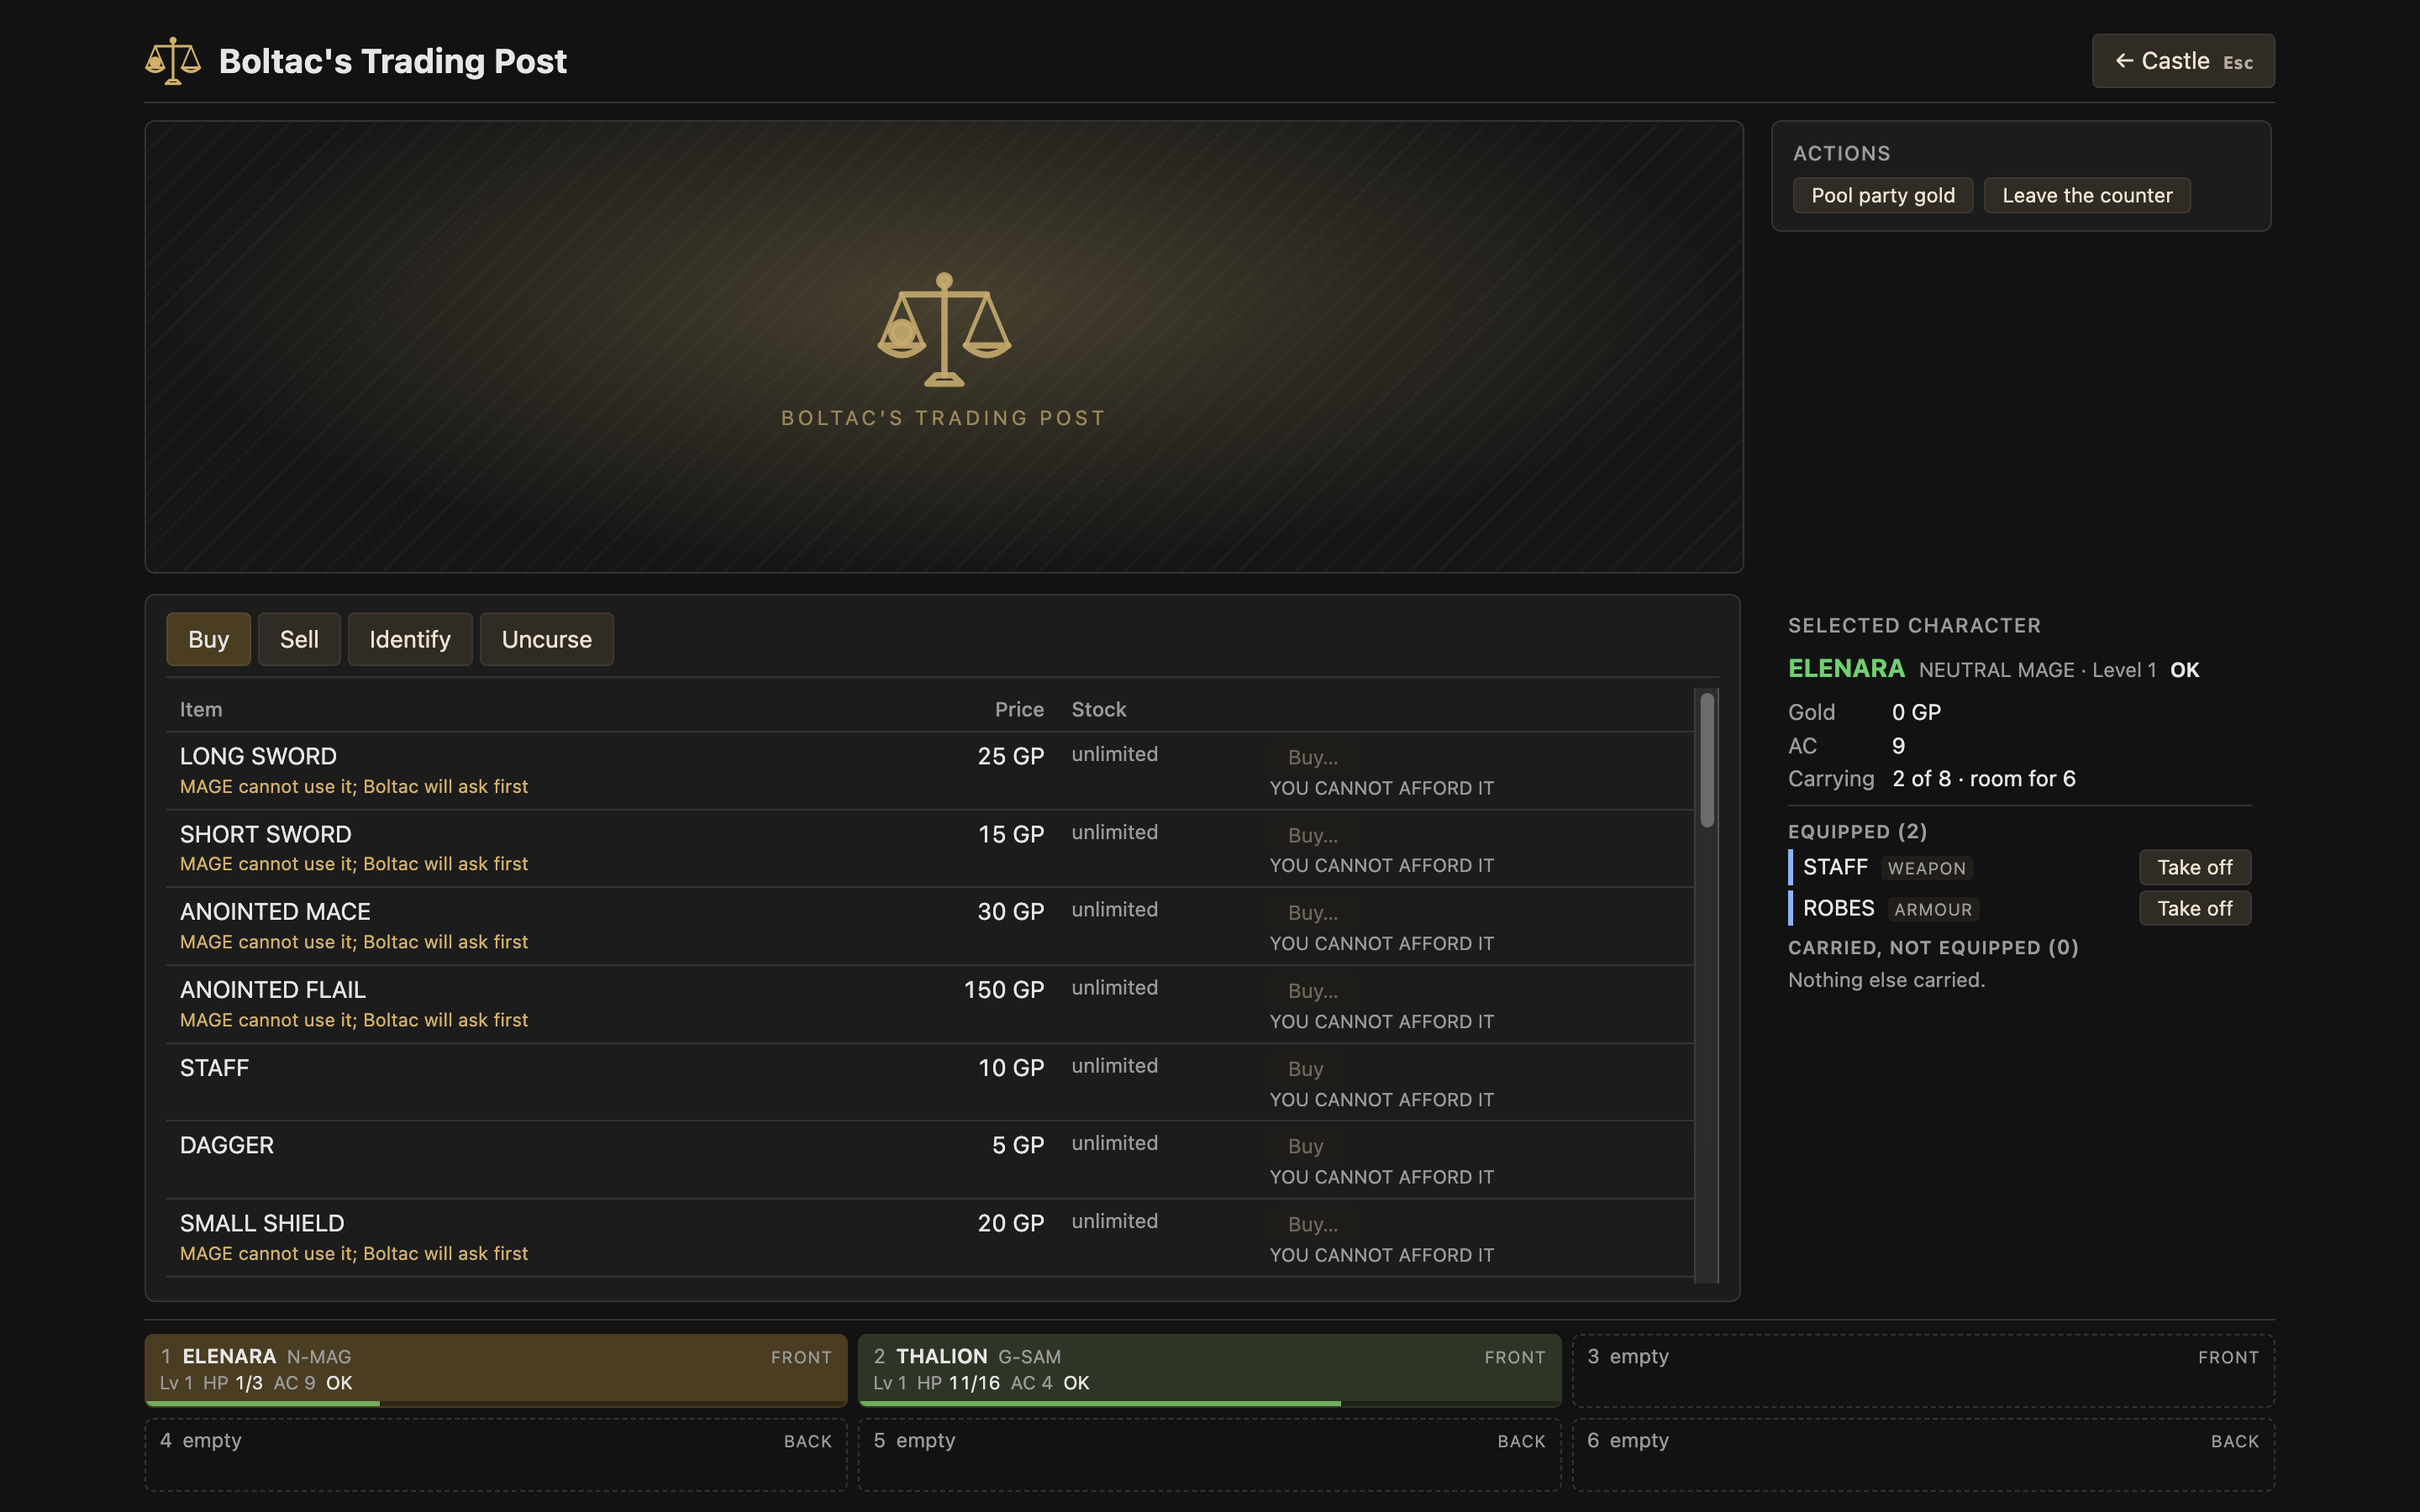 Boltac's Trading Post
← Castle Esc
BOLTAC'S TRADING POST
ACTIONS
Pool party gold Leave the counter
Buy Sell Identify Uncurse
Item Price Stock
LONG SWORD 25 GP unlimited Buy...
MAGE cannot use it; Boltac will ask first YOU CANNOT AFFORD IT
SHORT SWORD 15 GP unlimited Buy...
MAGE cannot use it; Boltac will ask first YOU CANNOT AFFORD IT
ANOINTED MACE 30 GP unlimited Buy...
MAGE cannot use it; Boltac will ask first YOU CANNOT AFFORD IT
ANOINTED FLAIL 150 GP unlimited Buy...
MAGE cannot use it; Boltac will ask first YOU CANNOT AFFORD IT
STAFF 10 GP unlimited Buy
YOU CANNOT AFFORD IT
DAGGER 5 GP unlimited Buy
YOU CANNOT AFFORD IT
SMALL SHIELD 20 GP unlimited Buy...
MAGE cannot use it; Boltac will ask first YOU CANNOT AFFORD IT
SELECTED CHARACTER
ELENARA NEUTRAL MAGE · Level 1 OK
Gold 0 GP
AC 9
Carrying 2 of 8 · room for 6
EQUIPPED (2)
STAFF WEAPON Take off
ROBES ARMOUR Take off
CARRIED, NOT EQUIPPED (0)
Nothing else carried.
1 ELENARA N-MAG FRONT
Lv 1 HP 1/3 AC 9 OK
2 THALION G-SAM FRONT
Lv 1 HP 11/16 AC 4 OK
3 empty FRONT
4 empty BACK
5 empty BACK
6 empty BACK